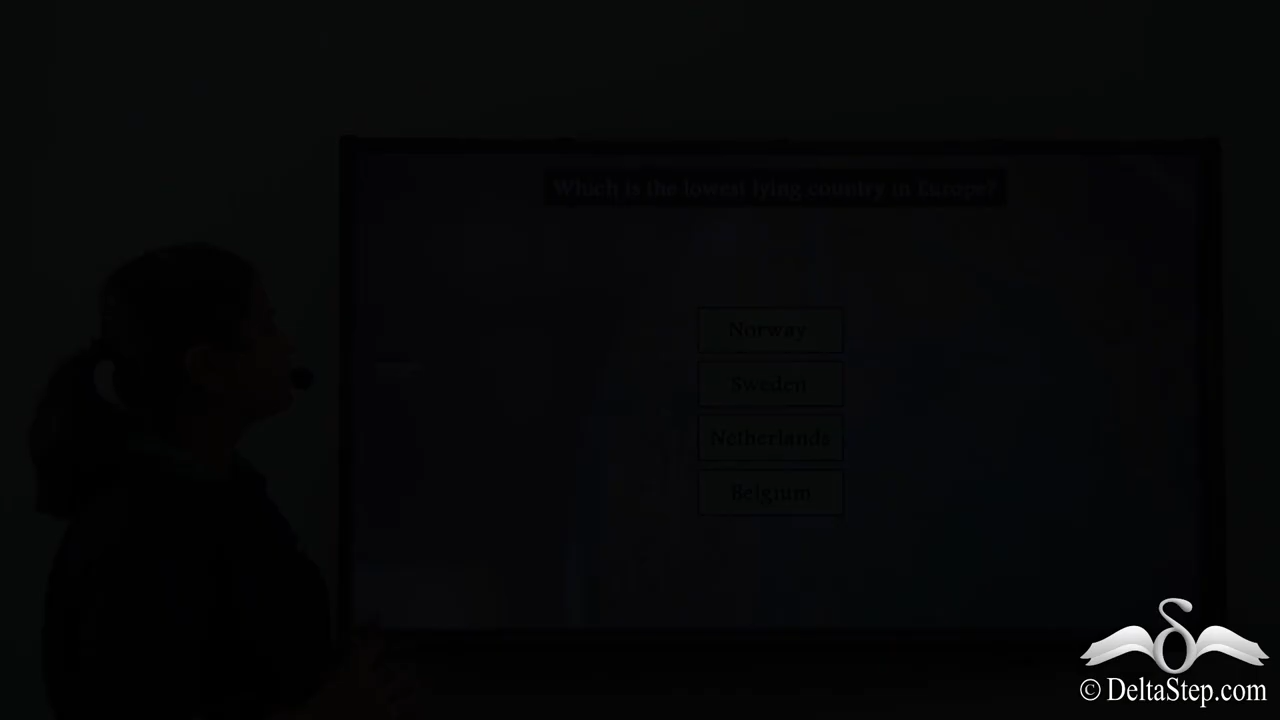 Which is the lowest lying country in Europe?
Norway
Sweden
Netherlands
Belgium
© DeltaStep.com